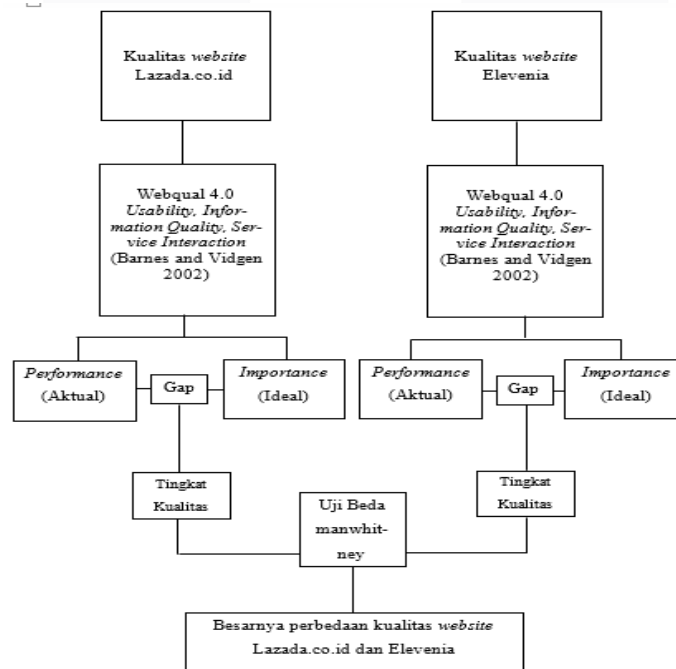 Kualitas website
Lazada.co.id
Kualitas website
Elevenia
Webqual 4.0
Usability, Infor-
mation Quality, Ser-
vice Interaction
(Barnes and Vidgen
2002)
Webqual 4.0
Usability, Infor-
mation Quality, Ser-
vice Interaction
(Barnes and Vidgen
2002)
Performance
(Aktual)
Gap
Importance
(Ideal)
Performance
(Aktual)
Gap
Importance
(Ideal)
Tingkat
Kualitas
Uji Beda
manwhit-
ney
Tingkat
Kualitas
Besarnya perbedaan kualitas website
Lazada.co.id dan Elevenia